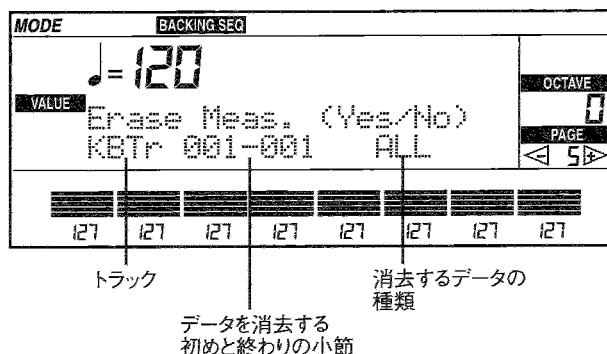 MODE BACKING SEQ
♩=120
OCTAVE
VALUE
0
Erase Meas. (Yes/No)
PAGE
KBTr 001-001 ALL
- 5 +
127 127 127 127 127 127 127 127
トラック
消去するデータの
種類
データを消去する
初めと終わりの小節